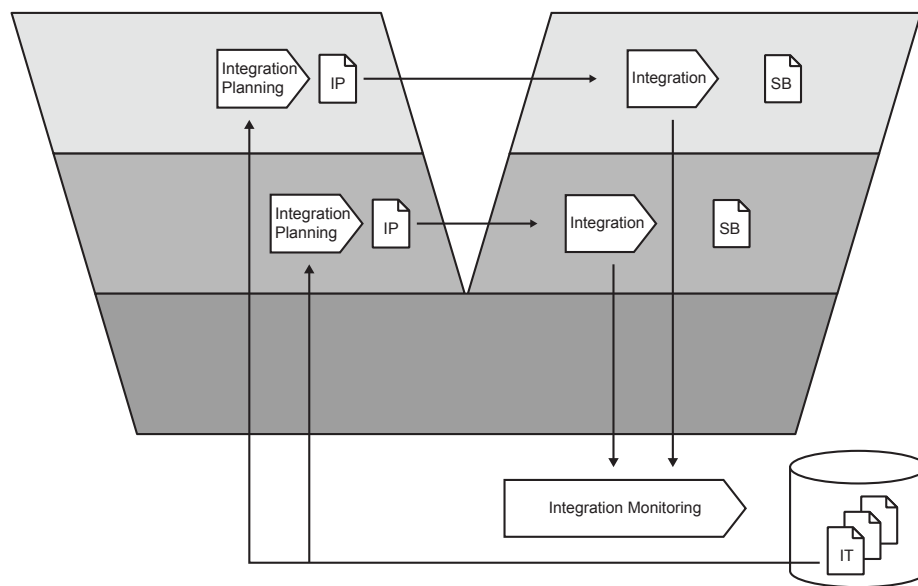 Integration
Planning
IP
Integration
SB
Integration
Planning
IP
Integration
SB
Integration Monitoring
IT